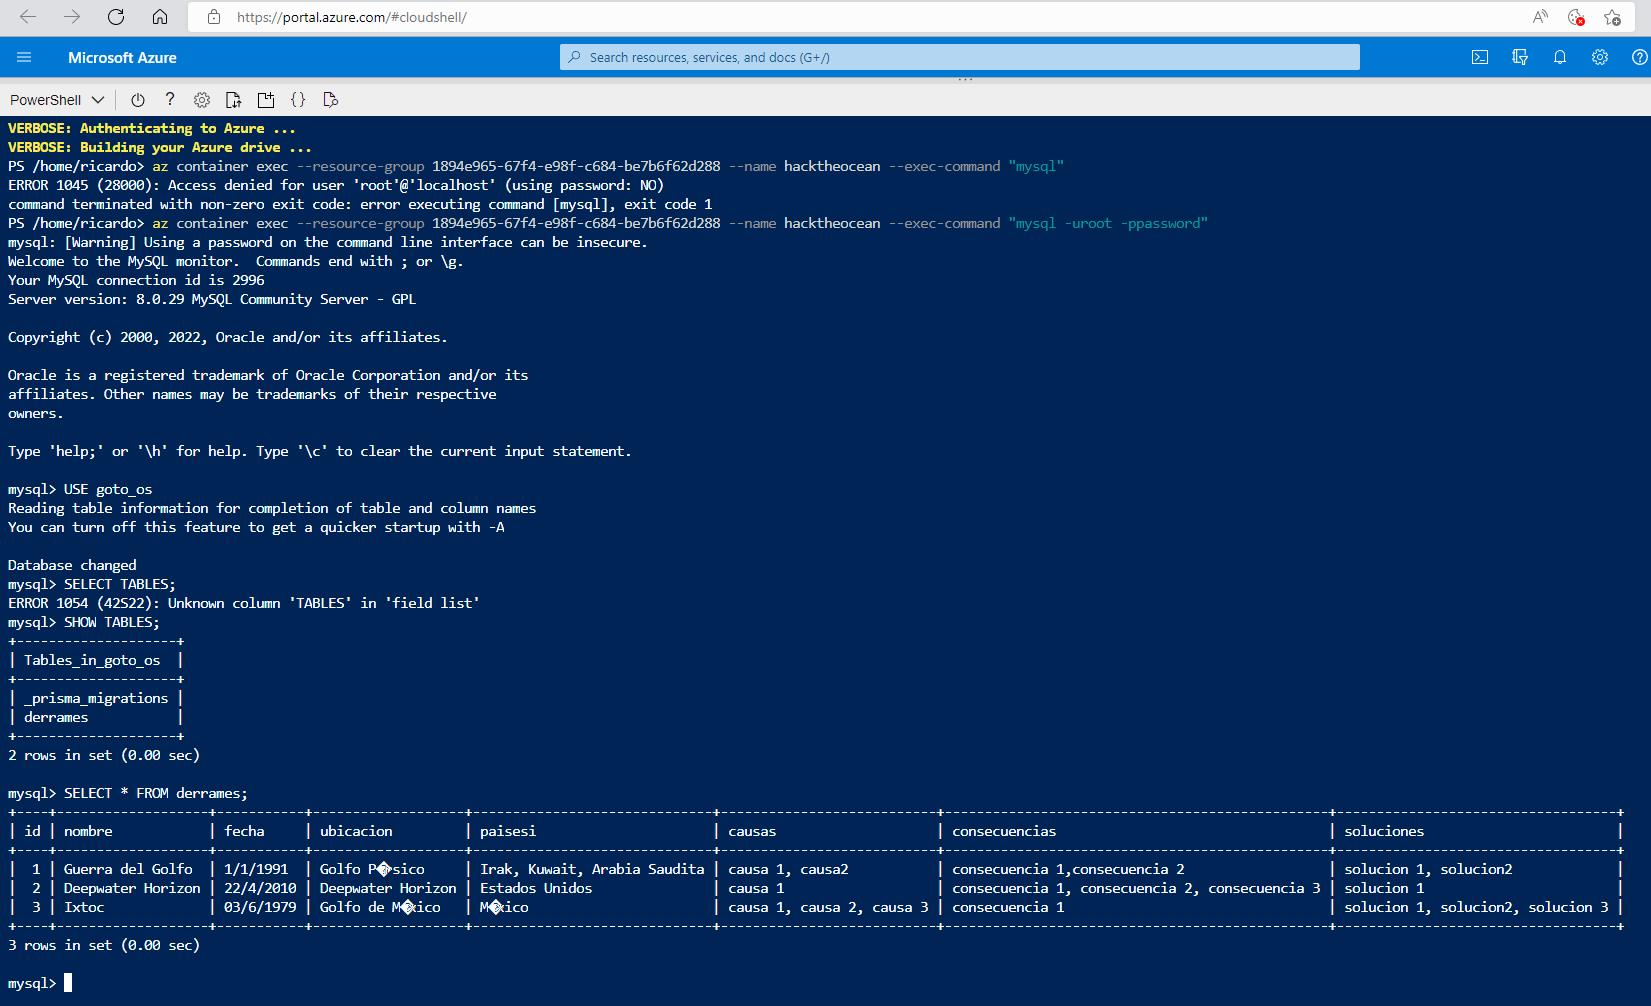 https://portal.azure.com/#cloudshell/
Microsoft Azure
Search resources, services, and docs (G+/)
PowerShell
VERBOSE: Authenticating to Azure ...
VERBOSE: Building your Azure drive ...
PS /home/ricardo> az container exec --resource-group 1894e965-67f4-e98f-c684-be7b6f62d288 --name hacktheocean --exec-command "mysql"
ERROR 1045 (28000): Access denied for user 'root'@'localhost' (using password: NO)
command terminated with non-zero exit code: error executing command [mysql], exit code 1
PS /home/ricardo> az container exec --resource-group 1894e965-67f4-e98f-c684-be7b6f62d288 --name hacktheocean --exec-command "mysql -uroot -ppassword"
mysql: [Warning] Using a password on the command line interface can be insecure.
Welcome to the MySQL monitor.  Commands end with ; or \g.
Your MySQL connection id is 2996
Server version: 8.0.29 MySQL Community Server - GPL
Copyright (c) 2000, 2022, Oracle and/or its affiliates.
Oracle is a registered trademark of Oracle Corporation and/or its
affiliates. Other names may be trademarks of their respective
owners.
Type 'help;' or '\h' for help. Type '\c' to clear the current input statement.
mysql> USE goto_os
Reading table information for completion of table and column names
You can turn off this feature to get a quicker startup with -A
Database changed
mysql> SELECT TABLES;
ERROR 1054 (42S22): Unknown column 'TABLES' in 'field list'
mysql> SHOW TABLES;
+--------------------+
| Tables_in_goto_os  |
+--------------------+
| _prisma_migrations |
| derrames           |
+--------------------+
2 rows in set (0.00 sec)
mysql> SELECT * FROM derrames;
+----+-------------------+-----------+-------------------+------------------------------+---------------------------+------------------------------------------------+-----------------------------------+
| id | nombre            | fecha     | ubicacion         | paisesi                      | causas                    | consecuencias                                  | soluciones                        |
+----+-------------------+-----------+-------------------+------------------------------+---------------------------+------------------------------------------------+-----------------------------------+
|  1 | Guerra del Golfo  | 1/1/1991  | Golfo P�sico      | Irak, Kuwait, Arabia Saudita | causa 1, causa2           | consecuencia 1,consecuencia 2                  | solucion 1, solucion2             |
|  2 | Deepwater Horizon | 22/4/2010 | Deepwater Horizon | Estados Unidos               | causa 1                   | consecuencia 1, consecuencia 2, consecuencia 3 | solucion 1                        |
|  3 | Ixtoc             | 03/6/1979 | Golfo de M�xico   | M�xico                       | causa 1, causa 2, causa 3 | consecuencia 1                                 | solucion 1, solucion2, solucion 3 |
+----+-------------------+-----------+-------------------+------------------------------+---------------------------+------------------------------------------------+-----------------------------------+
3 rows in set (0.00 sec)
mysql>